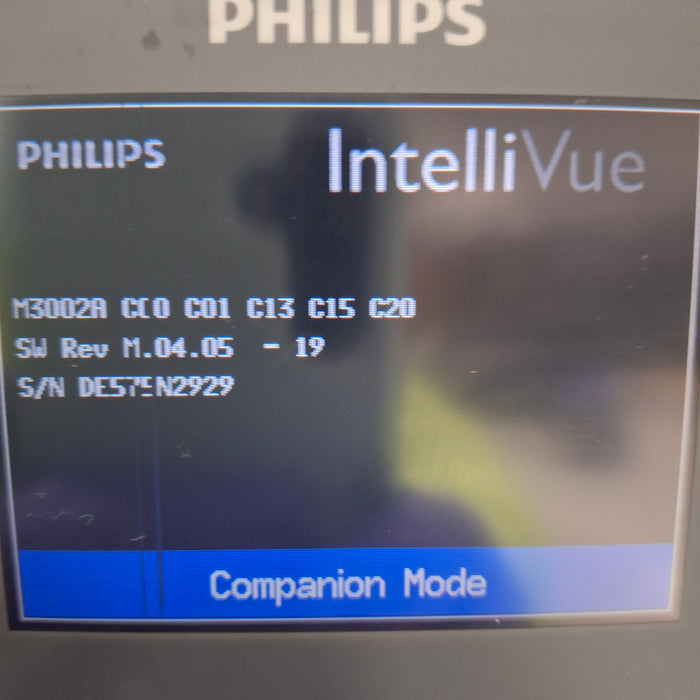 PHILIPS
PHILIPS IntelliVue
M3002A C00 C01 C13 C15 C20
SW Rev M.04.05 - 19
S/N
Companion Mode